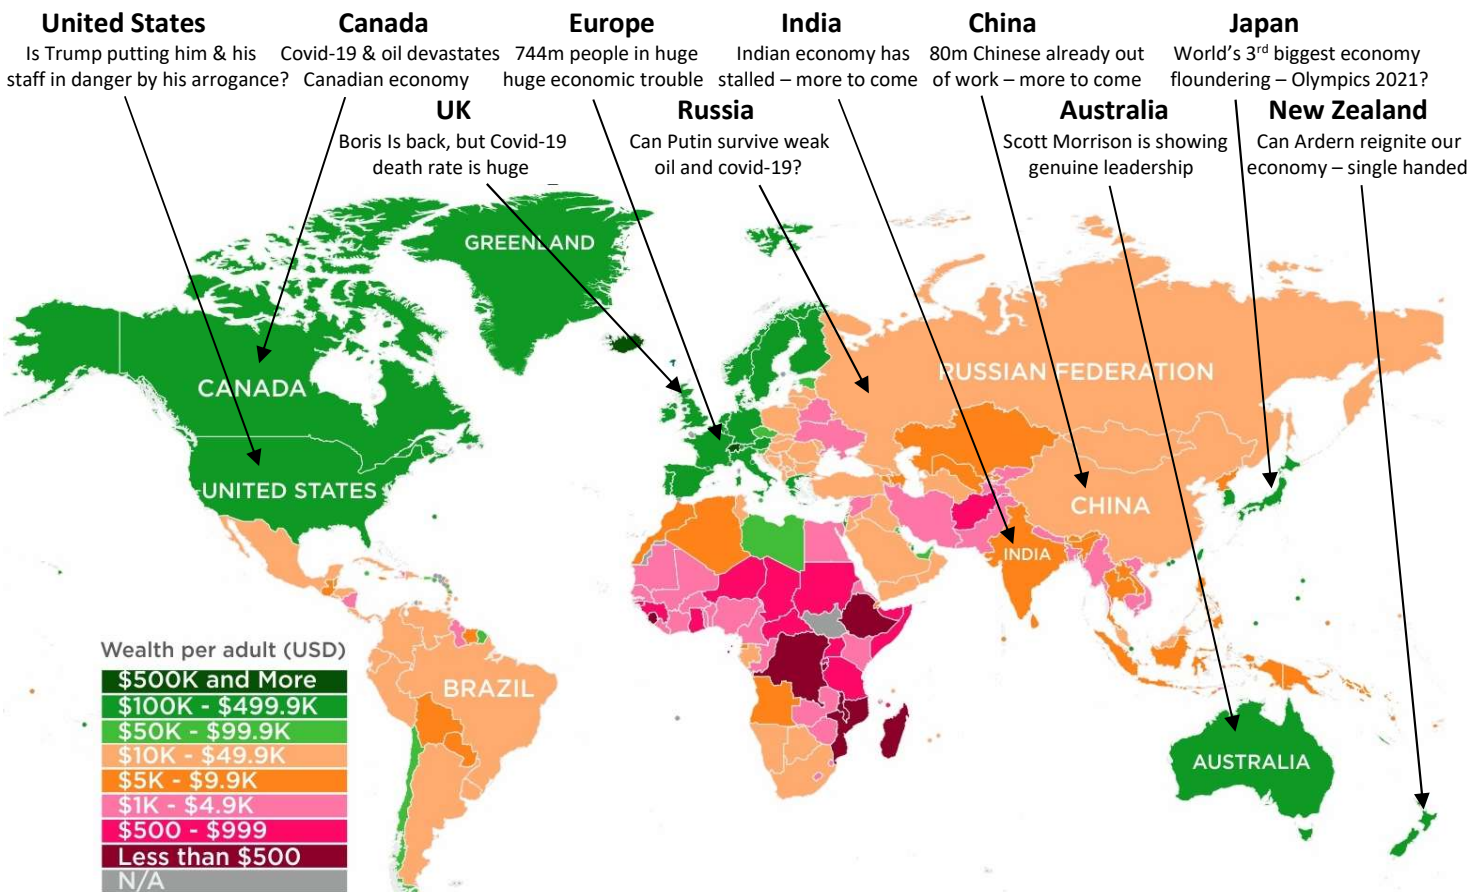 United States
Is Trump putting him & his
staff in danger by his arrogance?
Canada
Covid-19 & oil devastates
Canadian economy
Europe
744m people in huge
huge economic trouble
India
Indian economy has
stalled – more to come
China
80m Chinese already out
of work – more to come
Japan
World's 3rd biggest economy
floundering – Olympics 2021?
UK
Boris Is back, but Covid-19
death rate is huge
Russia
Can Putin survive weak
oil and covid-19?
Australia
Scott Morrison is showing
genuine leadership
New Zealand
Can Ardern reignite our
economy – single handed
GREENLAND
CANADA
RUSSIAN FEDERATION
UNITED STATES
CHINA
INDIA
BRAZIL
AUSTRALIA
Wealth per adult (USD)
$500K and More
$100K - $499.9K
$50K - $99.9K
$10K - $49.9K
$5K - $9.9K
$1K - $4.9K
$500 - $999
Less than $500
N/A